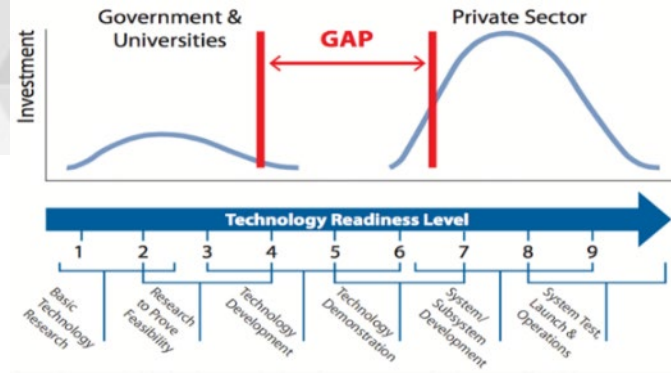 Government &
Universities
Private Sector
GAP
Investment
Technology Readiness Level
1 2 3 4 5 6 7 8 9
Basic
Technology
Research
Research
to Prove
Feasibility
Technology
Development
Technology
Demonstration
System/
Subsystem
Development
System Test,
Launch &
Operations